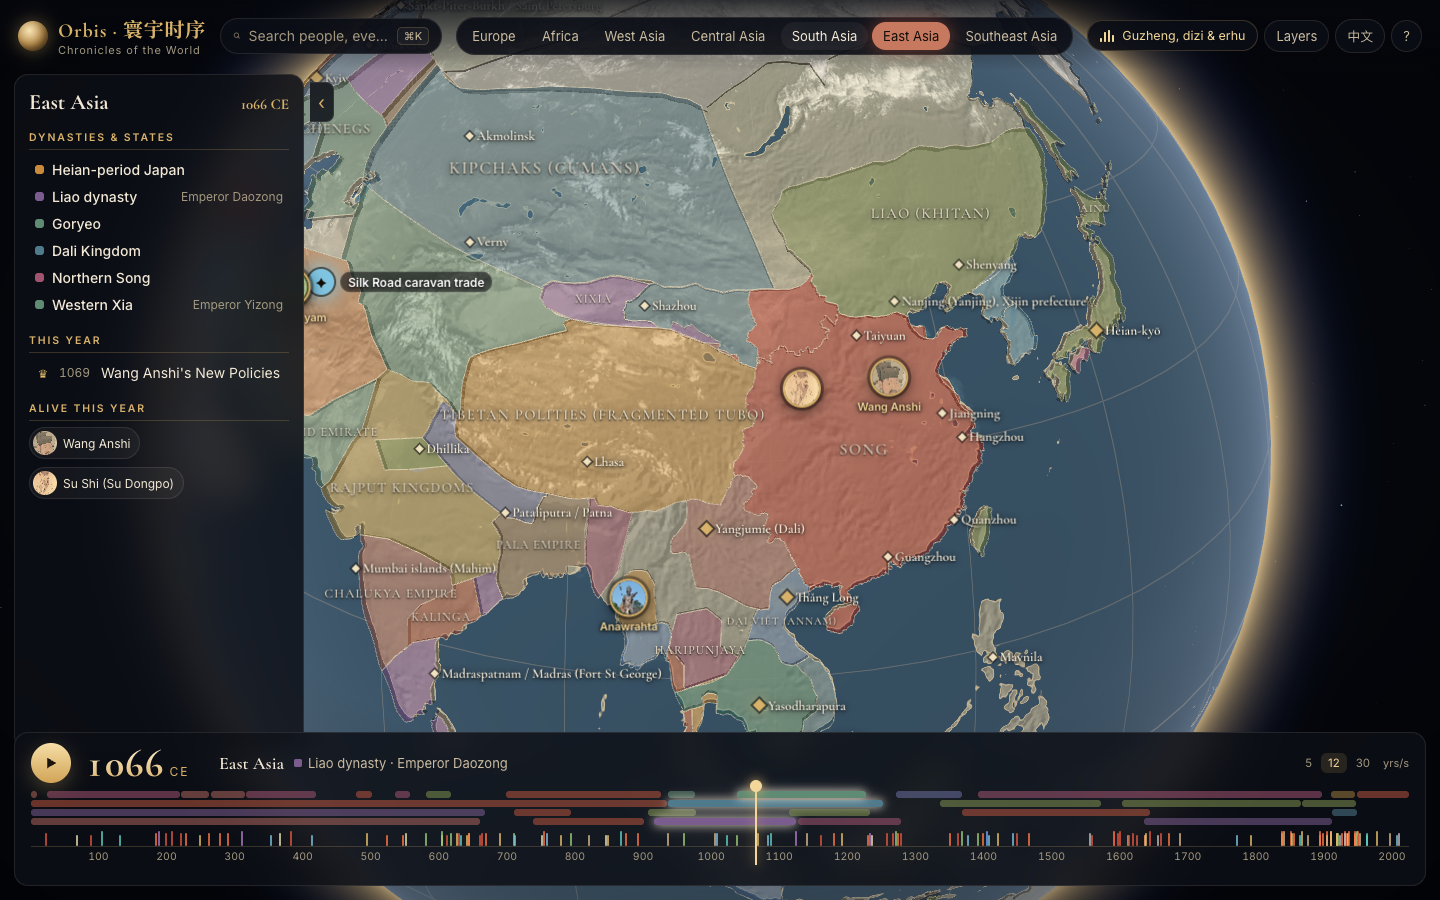 Orbis · 寰宇时序
Chronicles of the World
Search people, eve...
⌘K
Europe
Africa
West Asia
Central Asia
South Asia
East Asia
Southeast Asia
Guzheng, dizi & erhu
Layers
中文
?
East Asia
1066 CE
DYNASTIES & STATES
Heian-period Japan
Liao dynasty Emperor Daozong
Goryeo
Dali Kingdom
Northern Song
Western Xia Emperor Yizong
THIS YEAR
1069 Wang Anshi's New Policies
ALIVE THIS YEAR
Wang Anshi
Su Shi (Su Dongpo)
Kyiv
Akmolinsk
KIPCHAKS (CUMANS)
LIAO (KHITAN)
AINU
Verny
Shenyang
Silk Road caravan trade
XIXIA
Shazhou
Nanjing (Yanjing), Xijin prefecture
Heian-kyō
Taiyuan
Wang Anshi
TIBETAN POLITIES (FRAGMENTED TUBO)
Jiangning
Hangzhou
SONG
Dhillika
Lhasa
RAJPUT KINGDOMS
Pataliputra / Patna
Yangjumie (Dali)
Quanzhou
PALA EMPIRE
Guangzhou
Mumbai islands (Mahim)
CHALUKYA EMPIRE
Thăng Long
KALINGA
Anawrahta
DAI VIET (ANNAM)
HARIPUNJAYA
Maynila
Madraspatnam / Madras (Fort St George)
Yasodharapura
1066 CE
East Asia
Liao dynasty · Emperor Daozong
5 12 30 yrs/s
100 200 300 400 500 600 700 800 900 1000 1100 1200 1300 1400 1500 1600 1700 1800 1900 2000